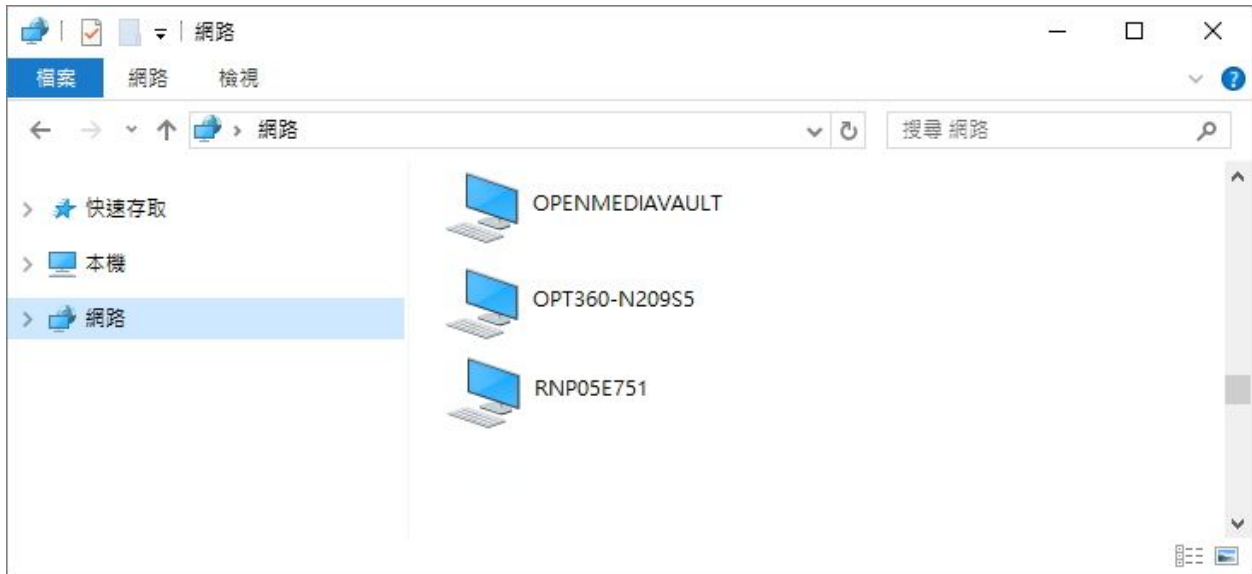 網路
檔案 網路 檢視
網路 搜尋 網路
快速存取
本機
網路
OPENMEDIAVAULT
OPT360-N209S5
RNP05E751